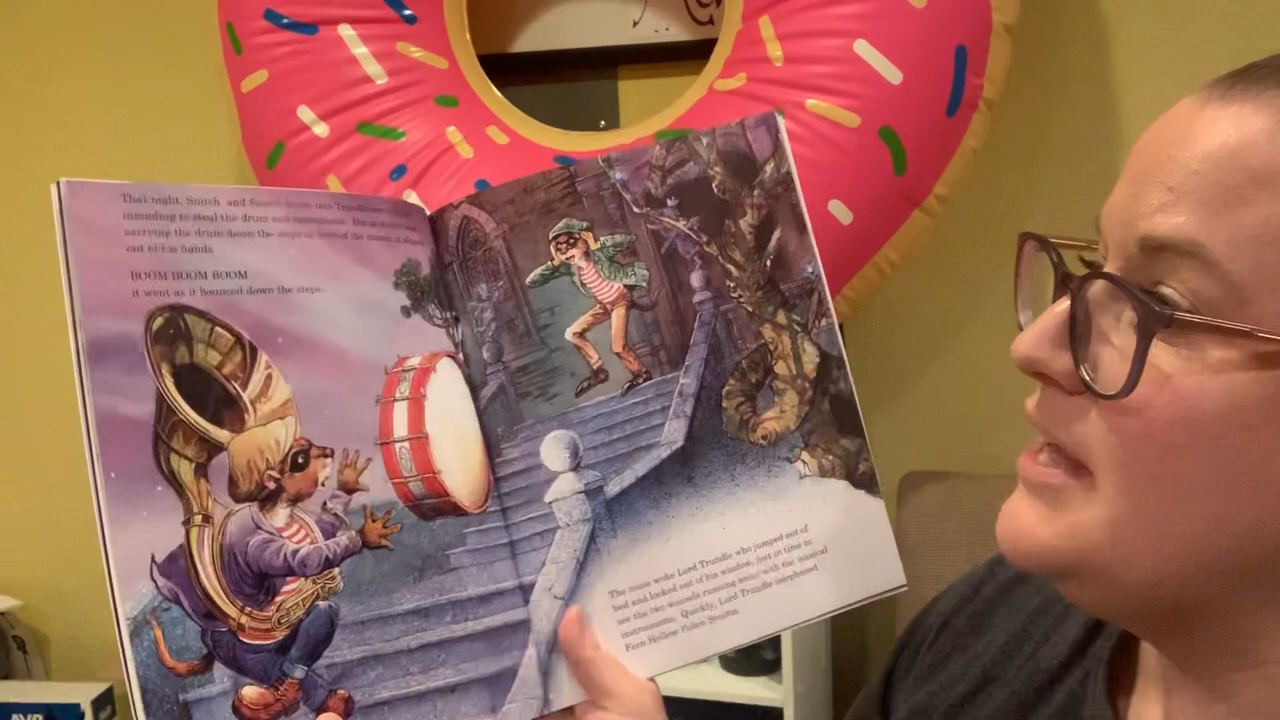 That night, Snitch and
intending to steal the drum and
carrying the drum down the steps in front of the house it slipped
out of his hands.
BOOM BOOM BOOM
it went as it bounced down the steps.
The noise woke Lord Trundle who jumped out of
bed and looked out of his window, just in time to
see the two weasels running away with the musical
instruments. Quickly, Lord Trundle telephoned
Fern Hollow Police Station.